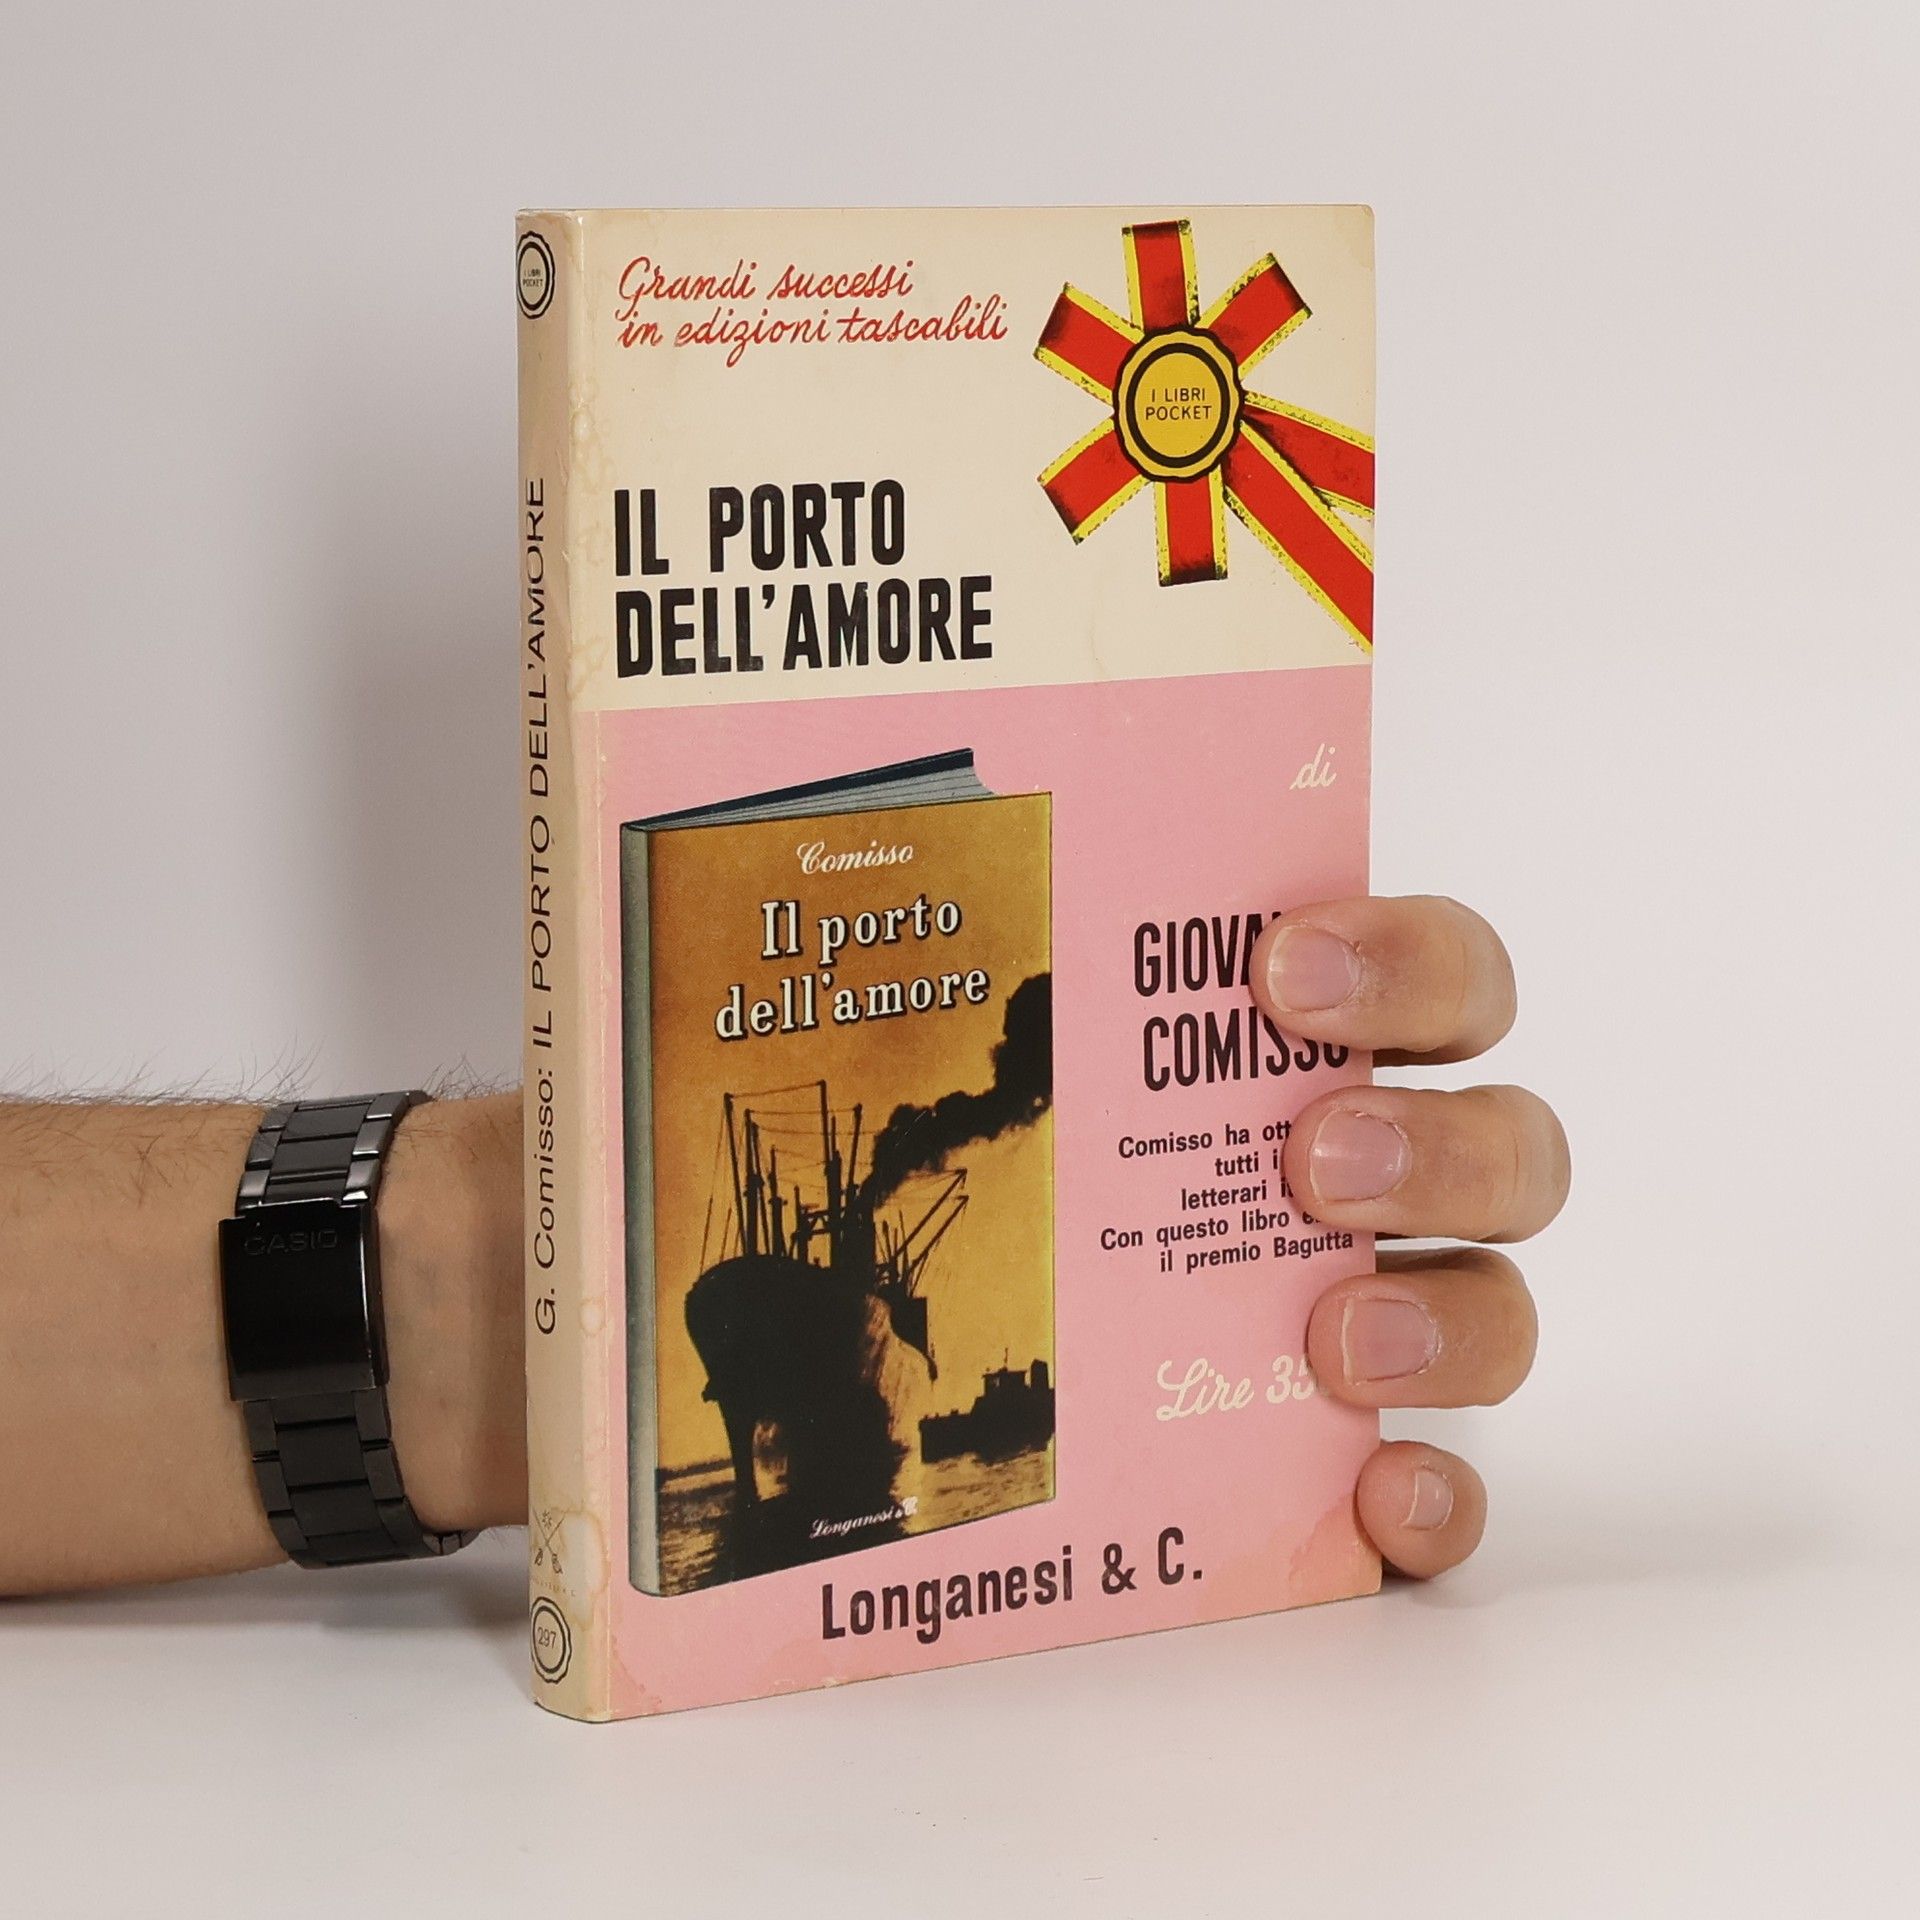 I LIBRI
POCKET
G. Comisso: IL PORTO DELL'AMORE
297
Grandi successi
in edizioni tascabili
I LIBRI
POCKET
IL PORTO
DELL'AMORE
di
Comisso
Il porto
dell'amore
Longanesi & C.
COMISSO
Comisso ha
tutti
letterari
Con questo libro
il premio Bagutta
Lire
Longanesi & C.
CASIO